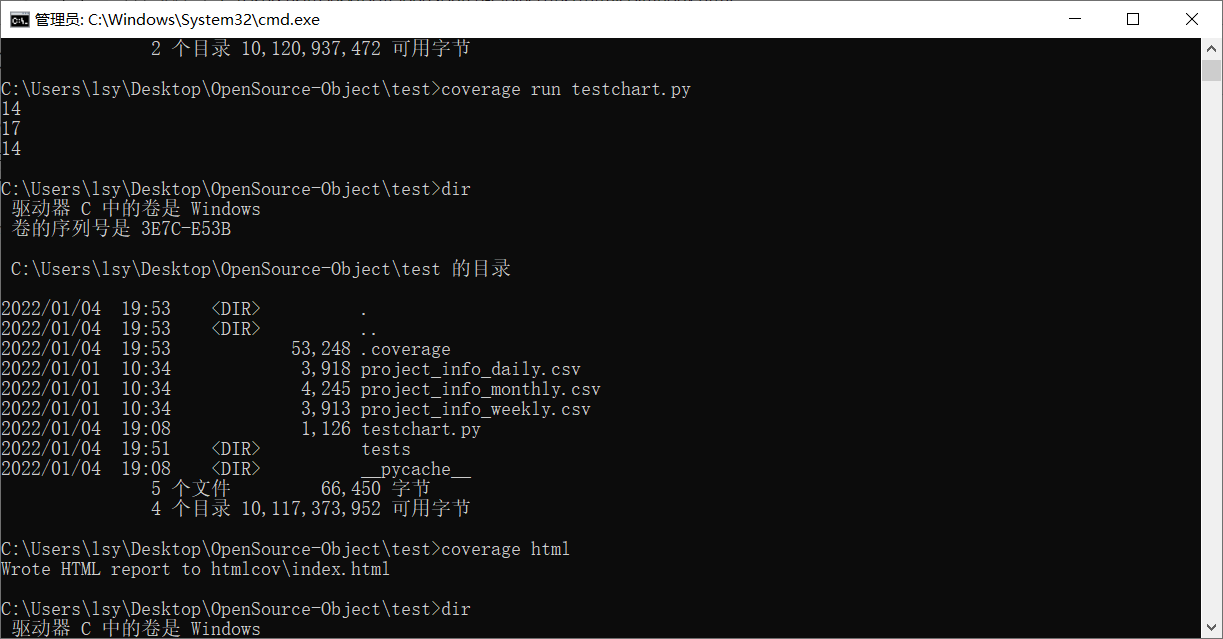 管理员: C:\Windows\System32\cmd.exe
2 个目录 10,120,937,472 可用字节
C:\Users\lsy\Desktop\OpenSource-Object\test>coverage run testchart.py
14
17
14
C:\Users\lsy\Desktop\OpenSource-Object\test>dir
驱动器 C 中的卷是 Windows
卷的序列号是 3E7C-E53B
C:\Users\lsy\Desktop\OpenSource-Object\test 的目录
2022/01/04  19:53    <DIR>          .
2022/01/04  19:53    <DIR>          ..
2022/01/04  19:53            53,248 .coverage
2022/01/01  10:34             3,918 project_info_daily.csv
2022/01/01  10:34             4,245 project_info_monthly.csv
2022/01/01  10:34             3,913 project_info_weekly.csv
2022/01/04  19:08             1,126 testchart.py
2022/01/04  19:51    <DIR>          tests
2022/01/04  19:08    <DIR>          __pycache__
5 个文件         66,450 字节
4 个目录 10,117,373,952 可用字节
C:\Users\lsy\Desktop\OpenSource-Object\test>coverage html
Wrote HTML report to htmlcov\index.html
C:\Users\lsy\Desktop\OpenSource-Object\test>dir
驱动器 C 中的卷是 Windows